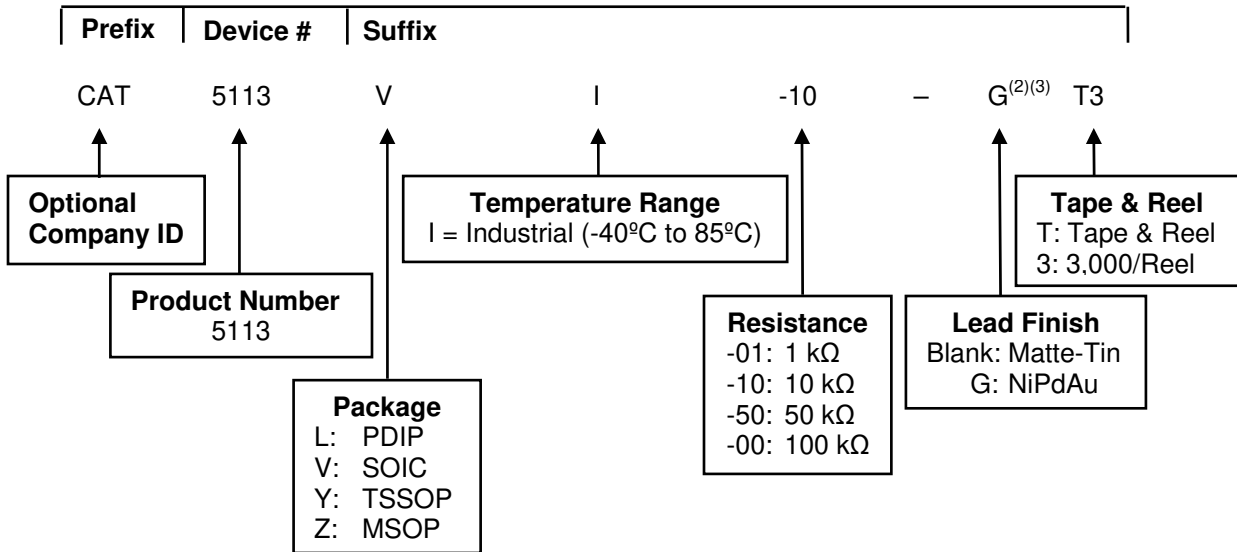 Prefix Device # Suffix
CAT 5113 V I -10 – G(2)(3) T3
Optional
Company ID
Product Number
5113
Package
L: PDIP
V: SOIC
Y: TSSOP
Z: MSOP
Temperature Range
I = Industrial (-40ºC to 85ºC)
Resistance
-01: 1 kΩ
-10: 10 kΩ
-50: 50 kΩ
-00: 100 kΩ
Lead Finish
Blank: Matte-Tin
G: NiPdAu
Tape & Reel
T: Tape & Reel
3: 3,000/Reel